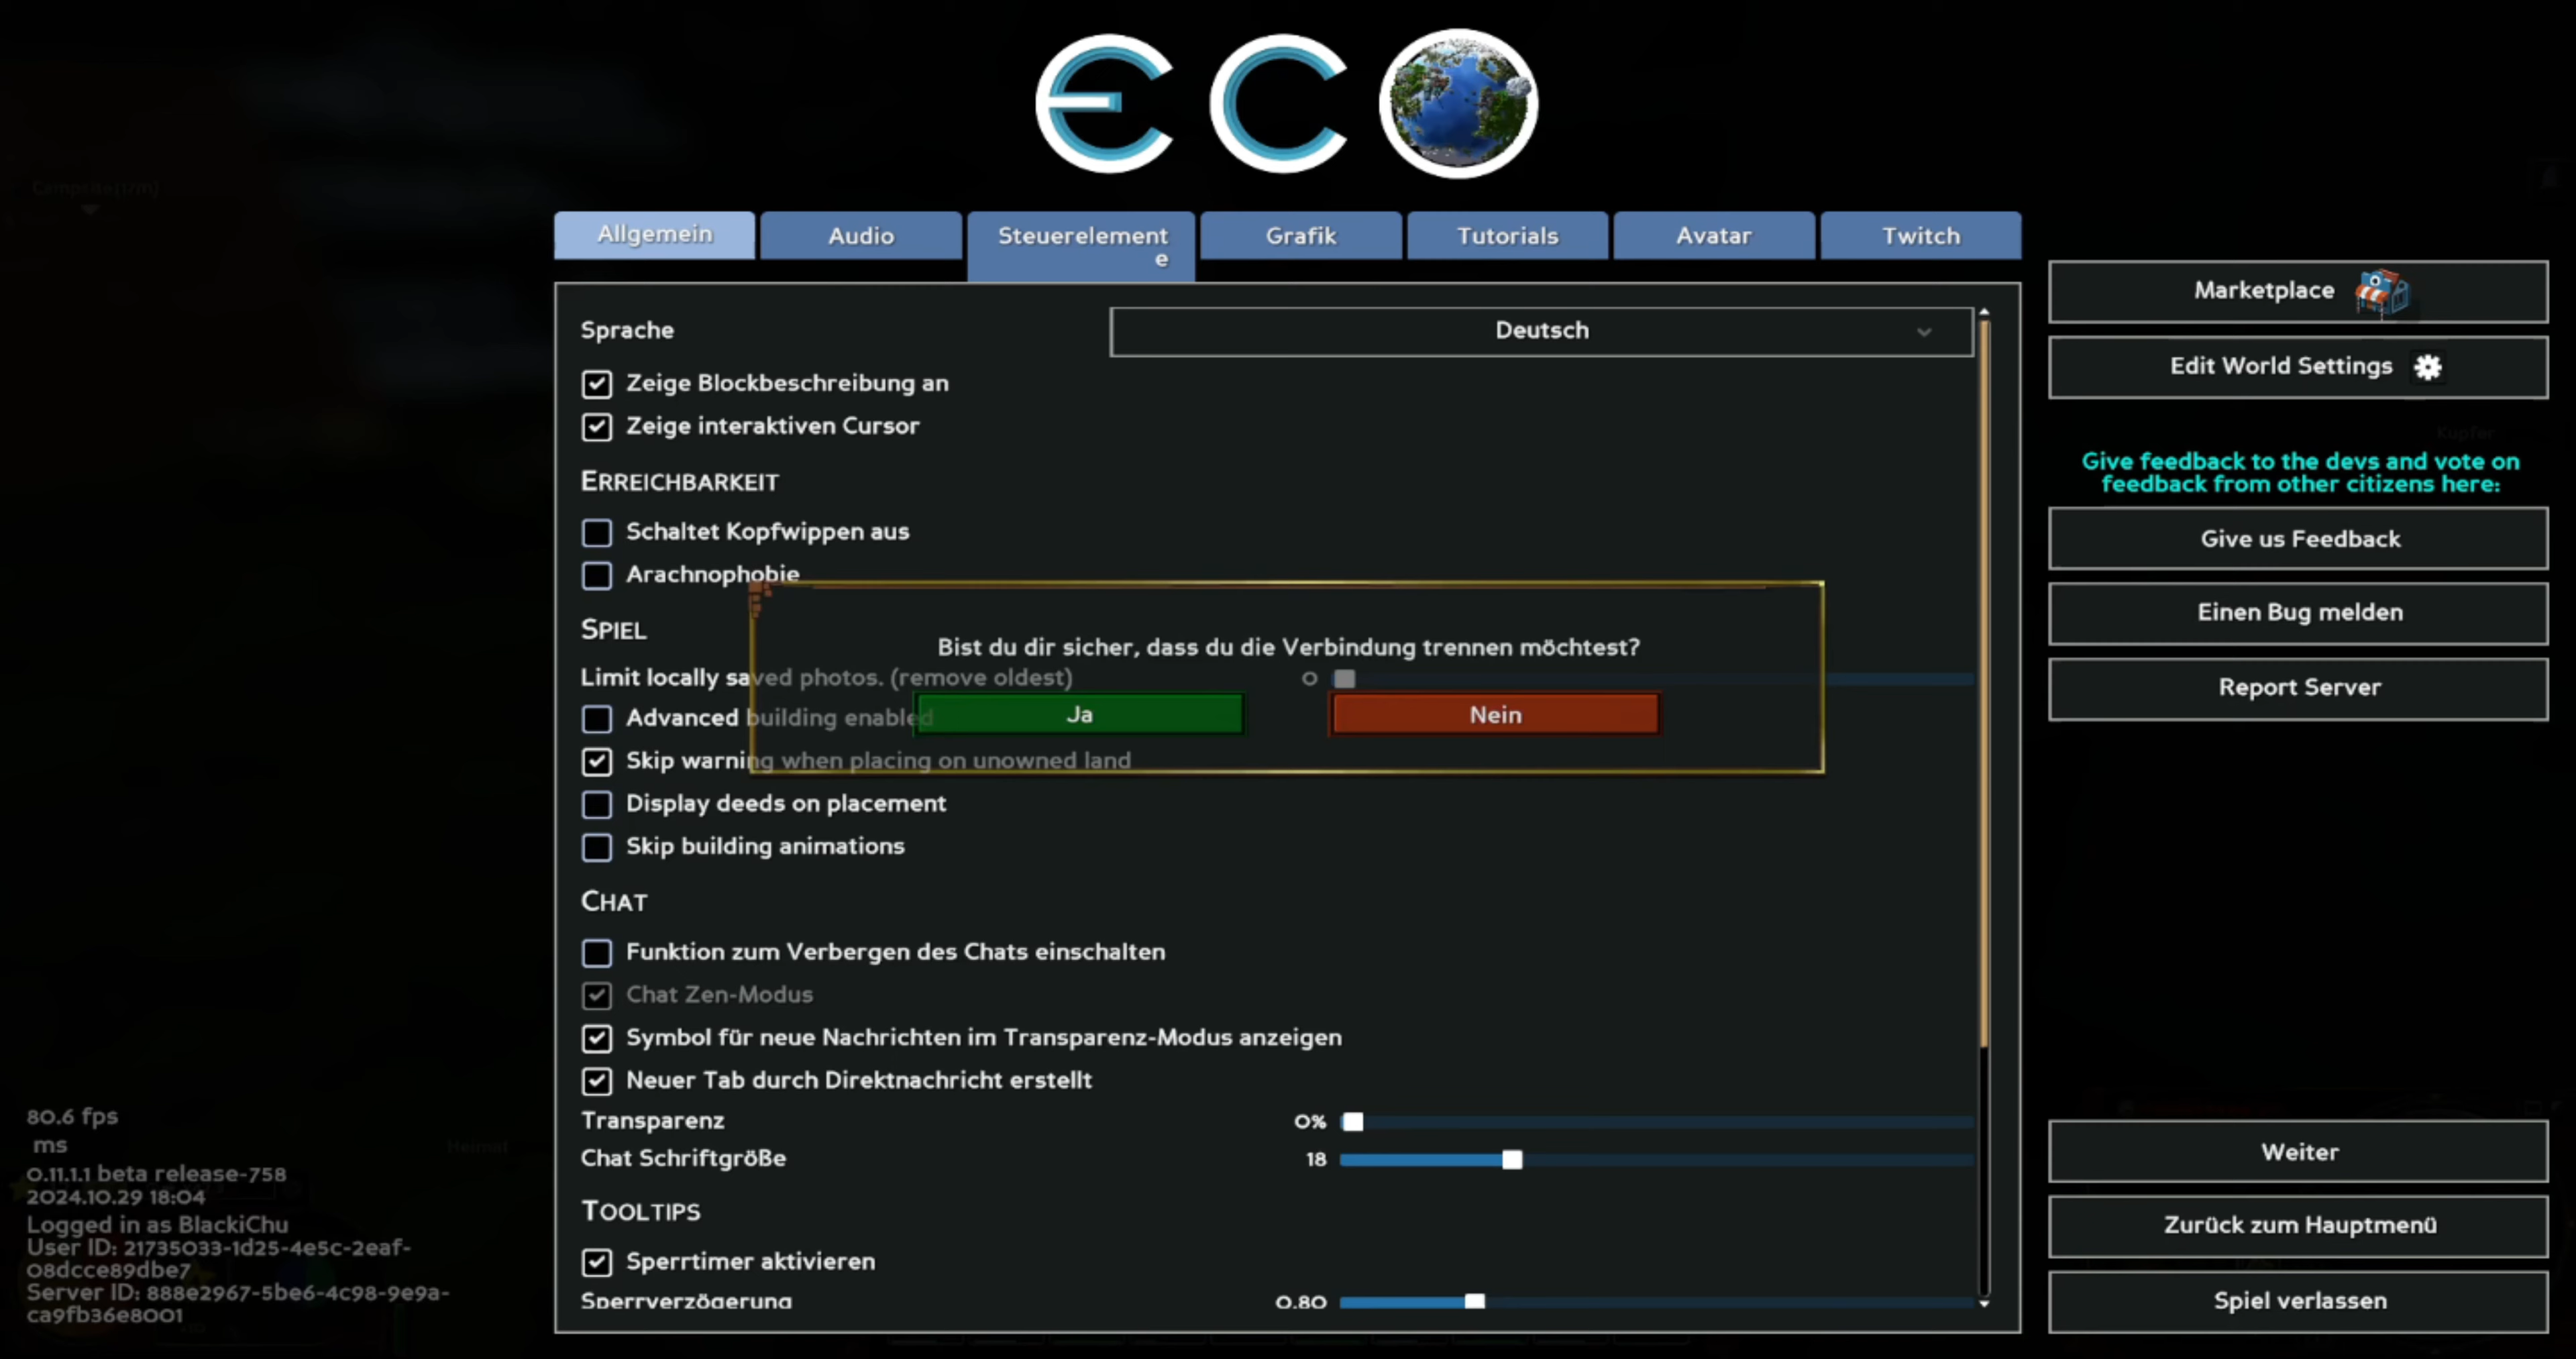 ECO
Allgemein
Audio
Steuerelement
e
Grafik
Tutorials
Avatar
Twitch
Sprache
Deutsch
Zeige Blockbeschreibung an
Zeige interaktiven Cursor
ERREICHBARKEIT
Schaltet Kopfwippen aus
Arachnophobie
SPIEL
Bist du dir sicher, dass du die Verbindung trennen möchtest?
Limit locally saved photos. (remove oldest)
0
Ja
Nein
Advanced building enabled
Skip warning when placing on unowned land
Display deeds on placement
Skip building animations
CHAT
Funktion zum Verbergen des Chats einschalten
Chat Zen-Modus
Symbol für neue Nachrichten im Transparenz-Modus anzeigen
Neuer Tab durch Direktnachricht erstellt
Transparenz
0%
Chat Schriftgröße
18
TOOLTIPS
Sperrtimer aktivieren
Sperrverzögerung
0.80
Marketplace
Edit World Settings
Kupfer
Give feedback to the devs and vote on
feedback from other citizens here:
Give us Feedback
Einen Bug melden
Report Server
Weiter
Zurück zum Hauptmenü
Spiel verlassen
Campsite (17m)
Heimat
80.6 fps
ms
0.11.1.1 beta release-758
2024.10.29 18:04
Logged in as BlackiChu
User ID: 21735033-1d25-4e5c-2eaf-
08dcce89dbe7
Server ID: 888e2967-5be6-4c98-9e9a-
ca9fb36e8001